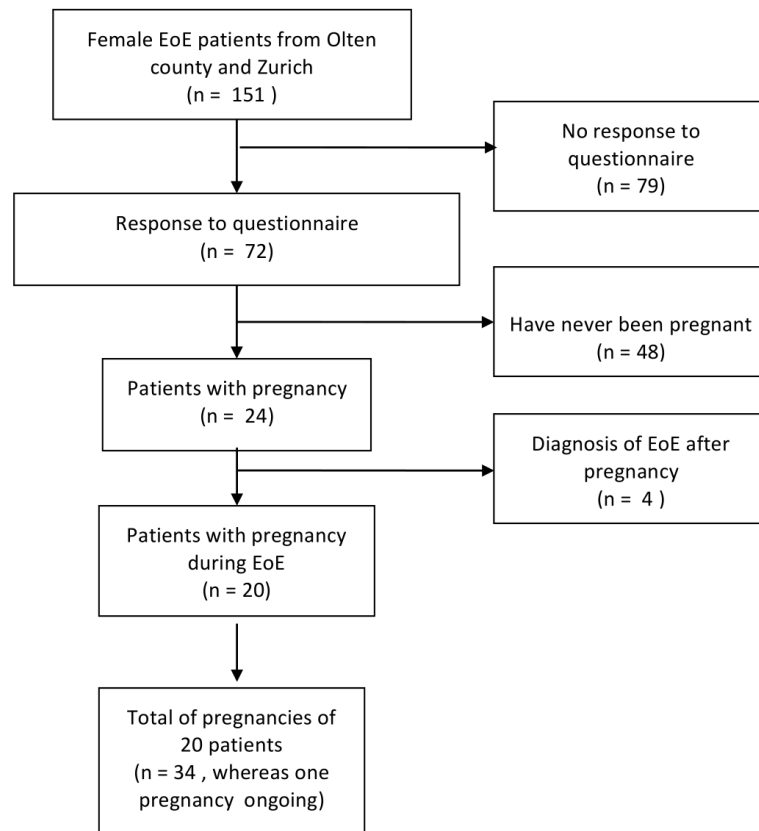 Female EoE patients from Olten
county and Zurich
(n =  151 )
No response to
questionnaire
(n = 79)
Response to questionnaire
(n =  72)
Have never been pregnant
(n = 48)
Patients with pregnancy
(n =  24)
Diagnosis of EoE after
pregnancy
(n =  4 )
Patients with pregnancy
during EoE
(n = 20)
Total of pregnancies of
20 patients
(n = 34 , whereas one
pregnancy  ongoing)